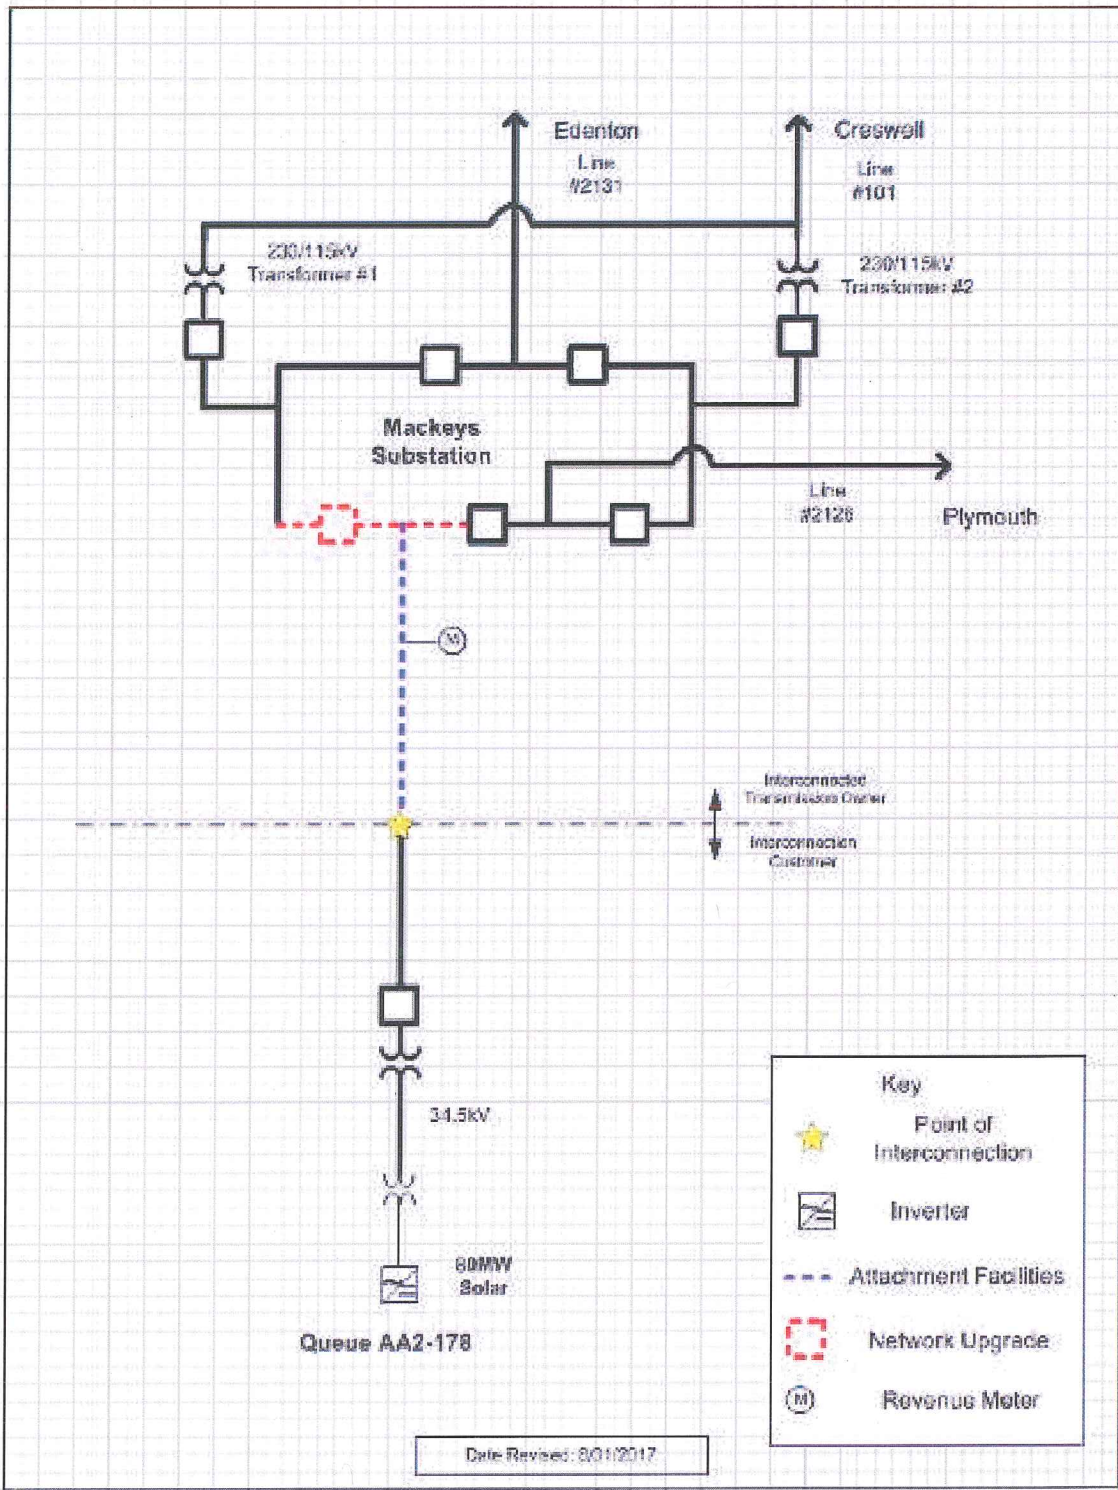 Edenton
Line
#2131
Creswell
Line
#101
230/115kV
Transformer #1
230/115kV
Transformer #2
Mackeys
Substation
Line
Plymouth
M
Interconnected
Transmission Owner
Interconnection
Customer
34.5kV
Solar
Queue AA2-178
Key
Point of
Interconnection
Inverter
Attachment Facilities
Network Upgrade
M
Revenue Meter
Date Revised: